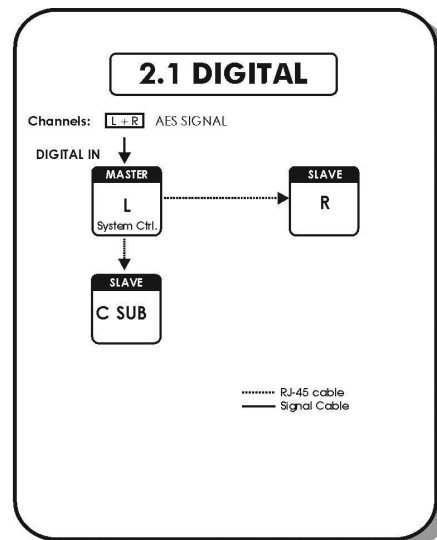 2.1 DIGITAL
Channels: L + R AES SIGNAL
DIGITAL IN
MASTER
L
System Ctrl.
SLAVE
R
SLAVE
C SUB
RJ-45 cable
Signal Cable